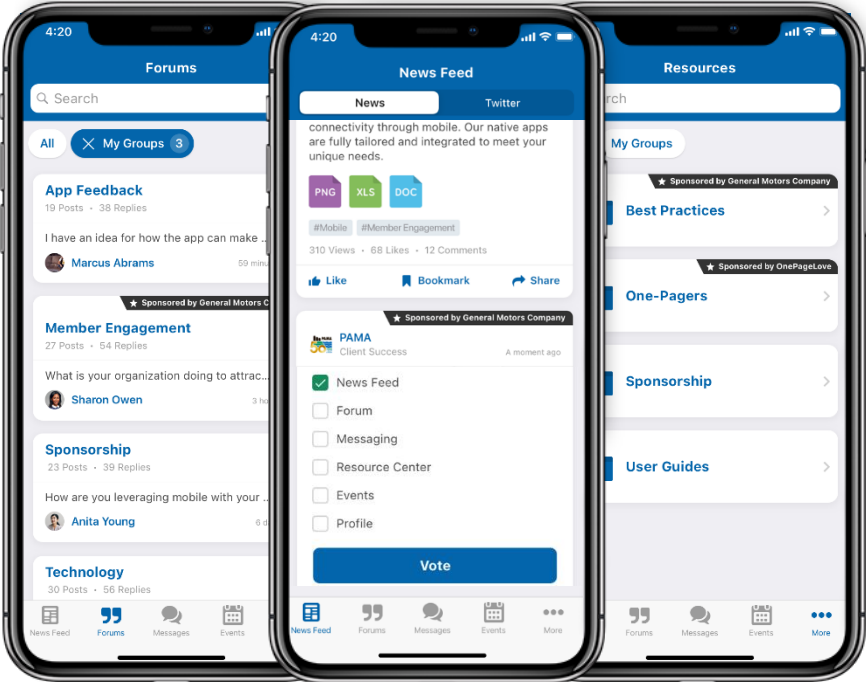 4:20
Forums
Search
All
My Groups 3
App Feedback
19 Posts • 38 Replies
I have an idea for how the app can make ..
Marcus Abrams
59 minu
Sponsored by General Motors C
Member Engagement
27 Posts • 54 Replies
What is your organization doing to attrac...
Sharon Owen
3 ho
Sponsorship
23 Posts • 39 Replies
How are you leveraging mobile with your ..
Anita Young
6 d
Technology
30 Posts • 56 Replies
News Feed
Forums
Messages
Events
4:20
News Feed
News
Twitter
connectivity through mobile. Our native apps
are fully tailored and integrated to meet your
unique needs.
PNG
XLS
DOC
#Mobile
#Member Engagement
310 Views • 68 Likes • 12 Comments
Like
Bookmark
Share
Sponsored by General Motors Company
PAMA
Client Success
A moment ago
News Feed
Forum
Messaging
Resource Center
Events
Profile
Vote
News Feed
Forums
Messages
Events
More
Resources
rch
My Groups
Sponsored by General Motors Company
Best Practices
Sponsored by OnePageLove
One-Pagers
Sponsorship
User Guides
Forums
Messages
Events
More